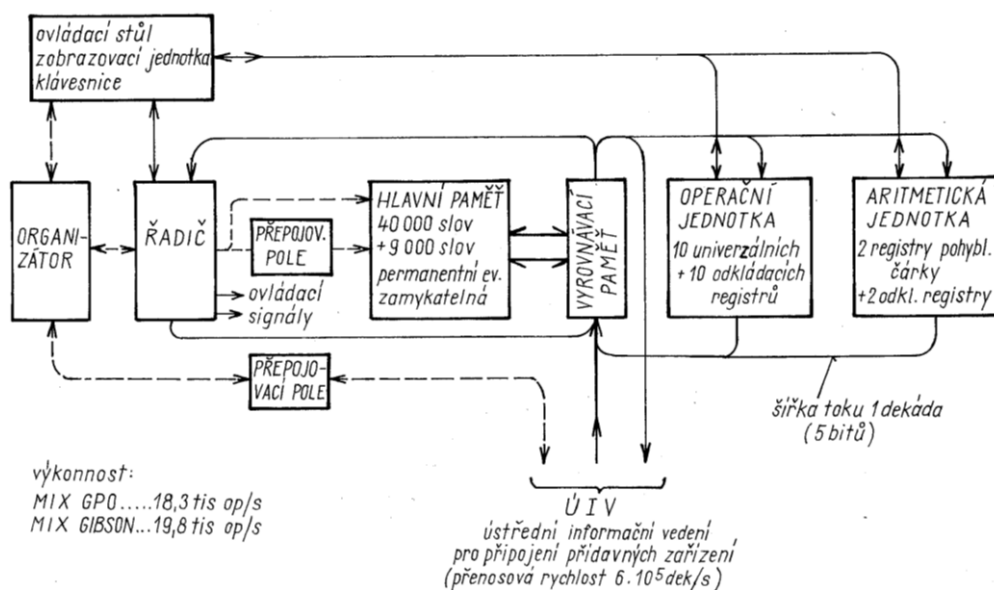 ovládací stůl
zobrazovací jednotka
klávesnice
ORGANI-
ZÁTOR
ŘADIČ
PŘEPOJOV.
POLE
HLAVNÍ PAMĚŤ
40 000 slov
+ 9 000 slov
permanentní ev.
zamykatelná
VYROVNÁVACÍ
PAMĚŤ
OPERAČNÍ
JEDNOTKA
10 univerzálních
+ 10 odkládacích
registrů
ARITMETICKÁ
JEDNOTKA
2 registry pohybl.
čárky
+2 odkl. registry
ovládací
signály
PŘEPOJO-
VACÍ POLE
šířka toku 1 dekáda
(5 bitů)
výkonnost:
MIX GPO.....18,3 tis op/s
MIX GIBSON...19,8 tis op/s
Ú I V
ústřední informační vedení
pro připojení přídavných zařízení
(přenosová rychlost 6.10⁵ dek/s)